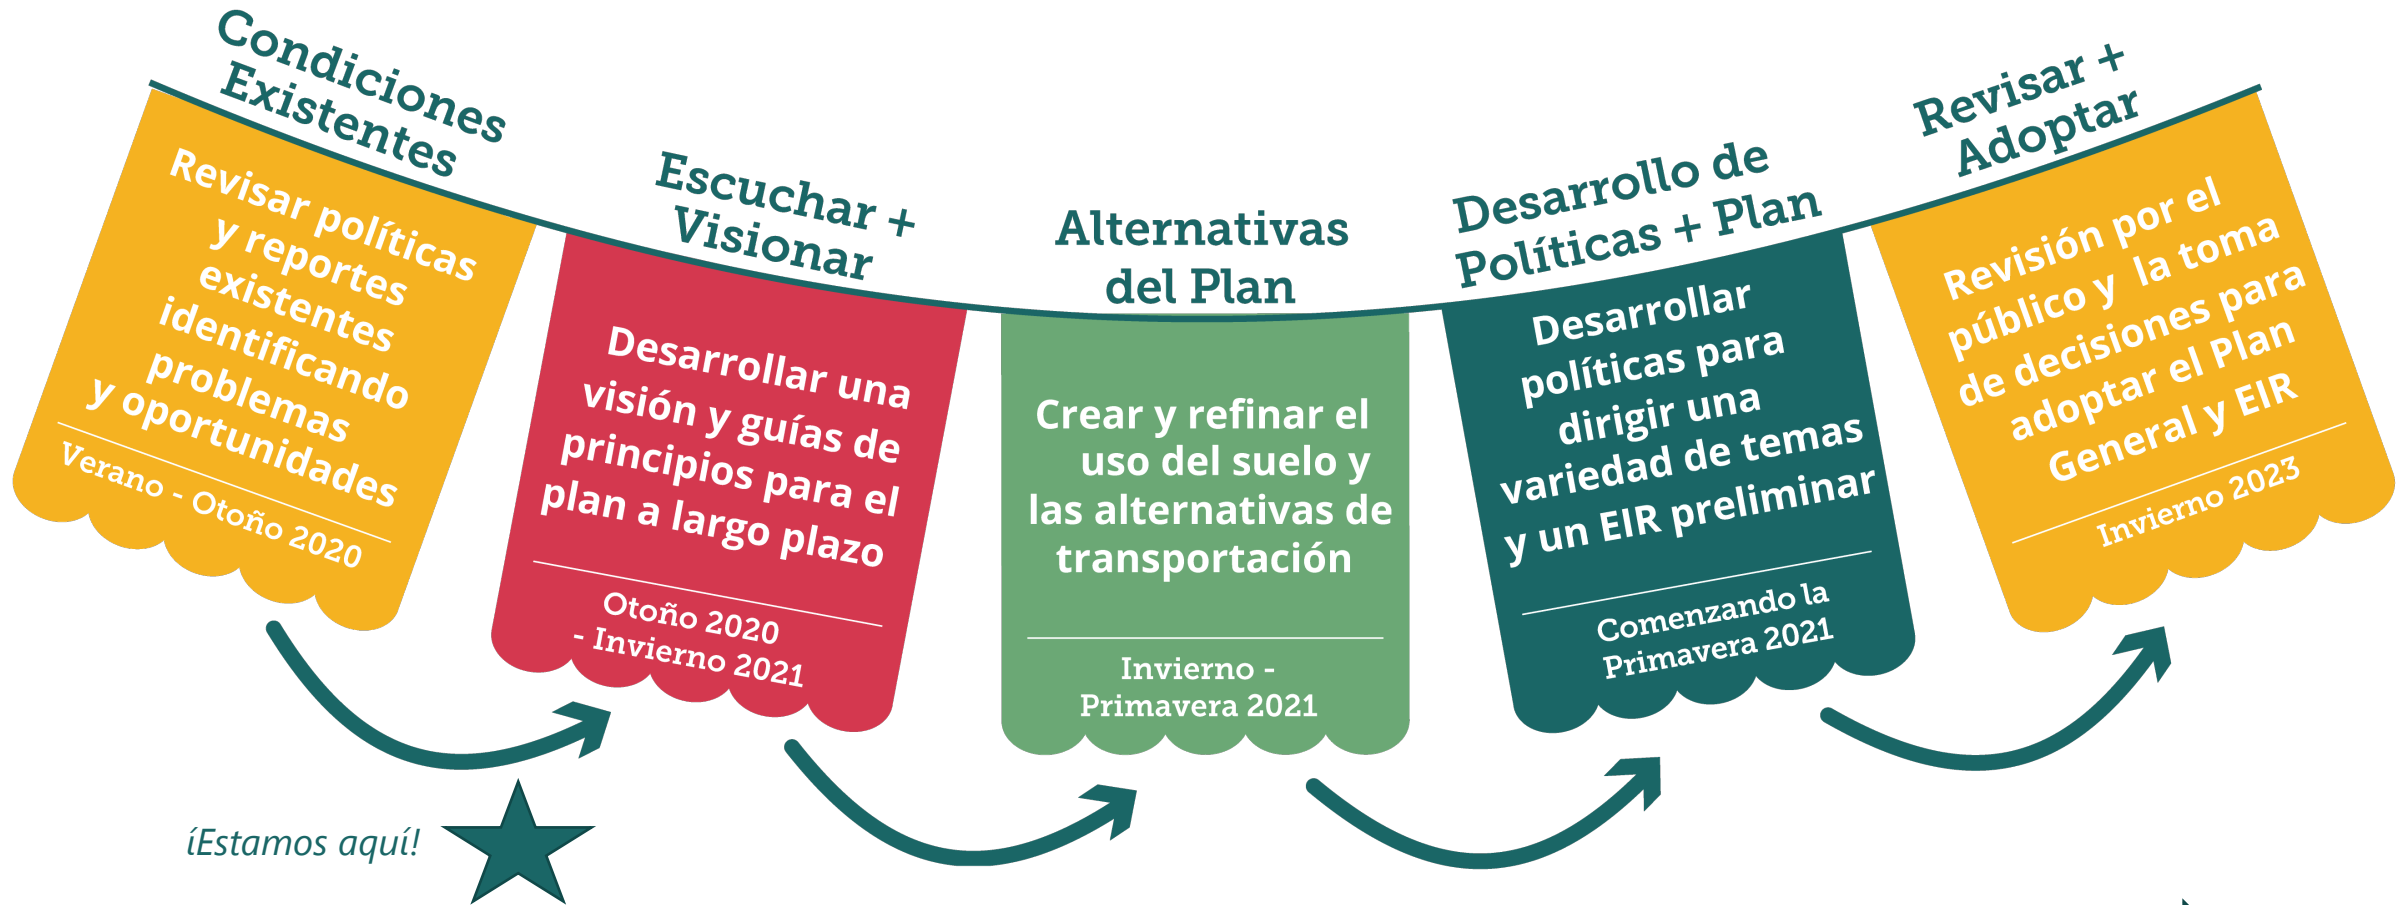 Condiciones
Existentes
Revisar políticas
y reportes
existentes
identificando
problemas
y oportunidades
Verano - Otoño 2020
Escuchar +
Visionar
Desarrollar una
visión y guías de
principios para el
plan a largo plazo
Otoño 2020
- Invierno 2021
Alternativas
del Plan
Crear y refinar el
uso del suelo y
las alternativas de
transportación
Invierno -
Primavera 2021
Desarrollo de
Políticas + Plan
Desarrollar
políticas para
dirigir una
variedad de temas
y un EIR preliminar
Comenzando la
Primavera 2021
Revisar +
Adoptar
Revisión por el
público y la toma
de decisiones para
adoptar el Plan
General y EIR
Invierno 2023
íEstamos aquí!